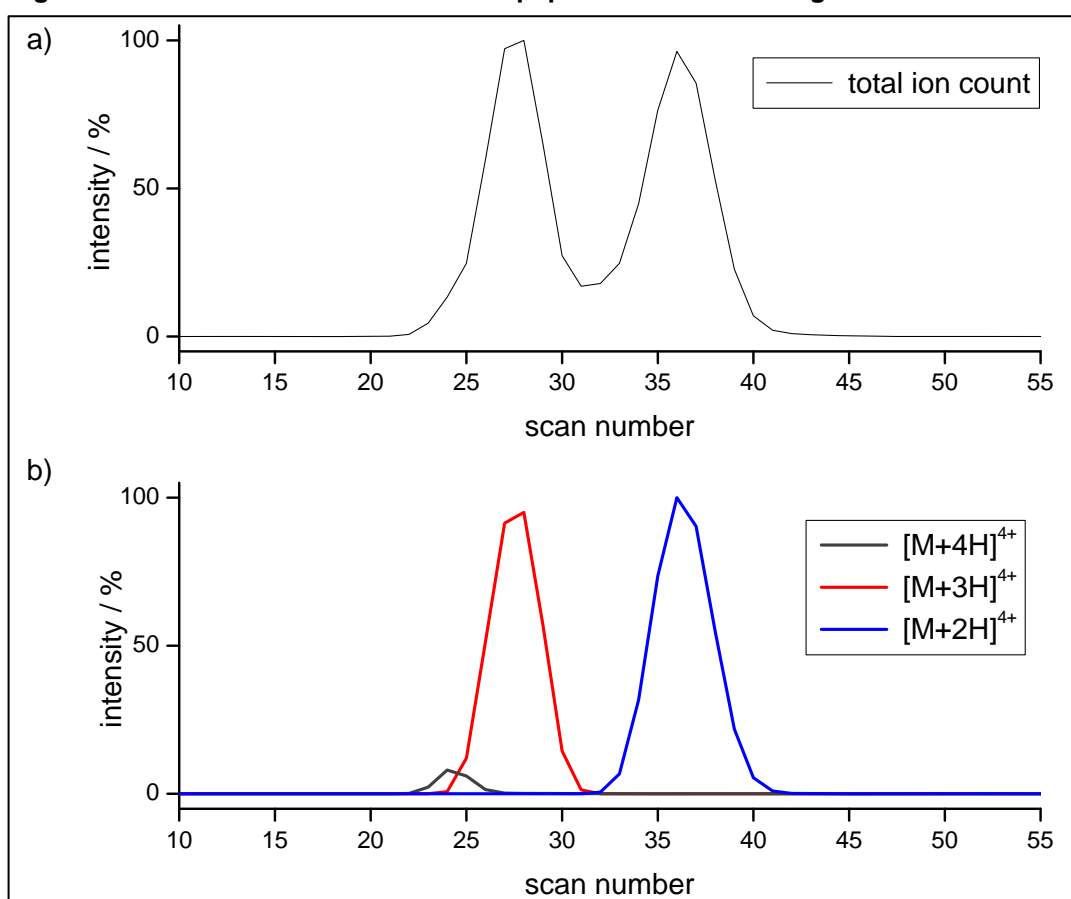 a)
100
50
0
intensity / %
total ion count
10 15 20 25 30 35 40 45 50 55
scan number
b)
100
50
0
intensity / %
[M+4H]4+
[M+3H]4+
[M+2H]4+
10 15 20 25 30 35 40 45 50 55
scan number